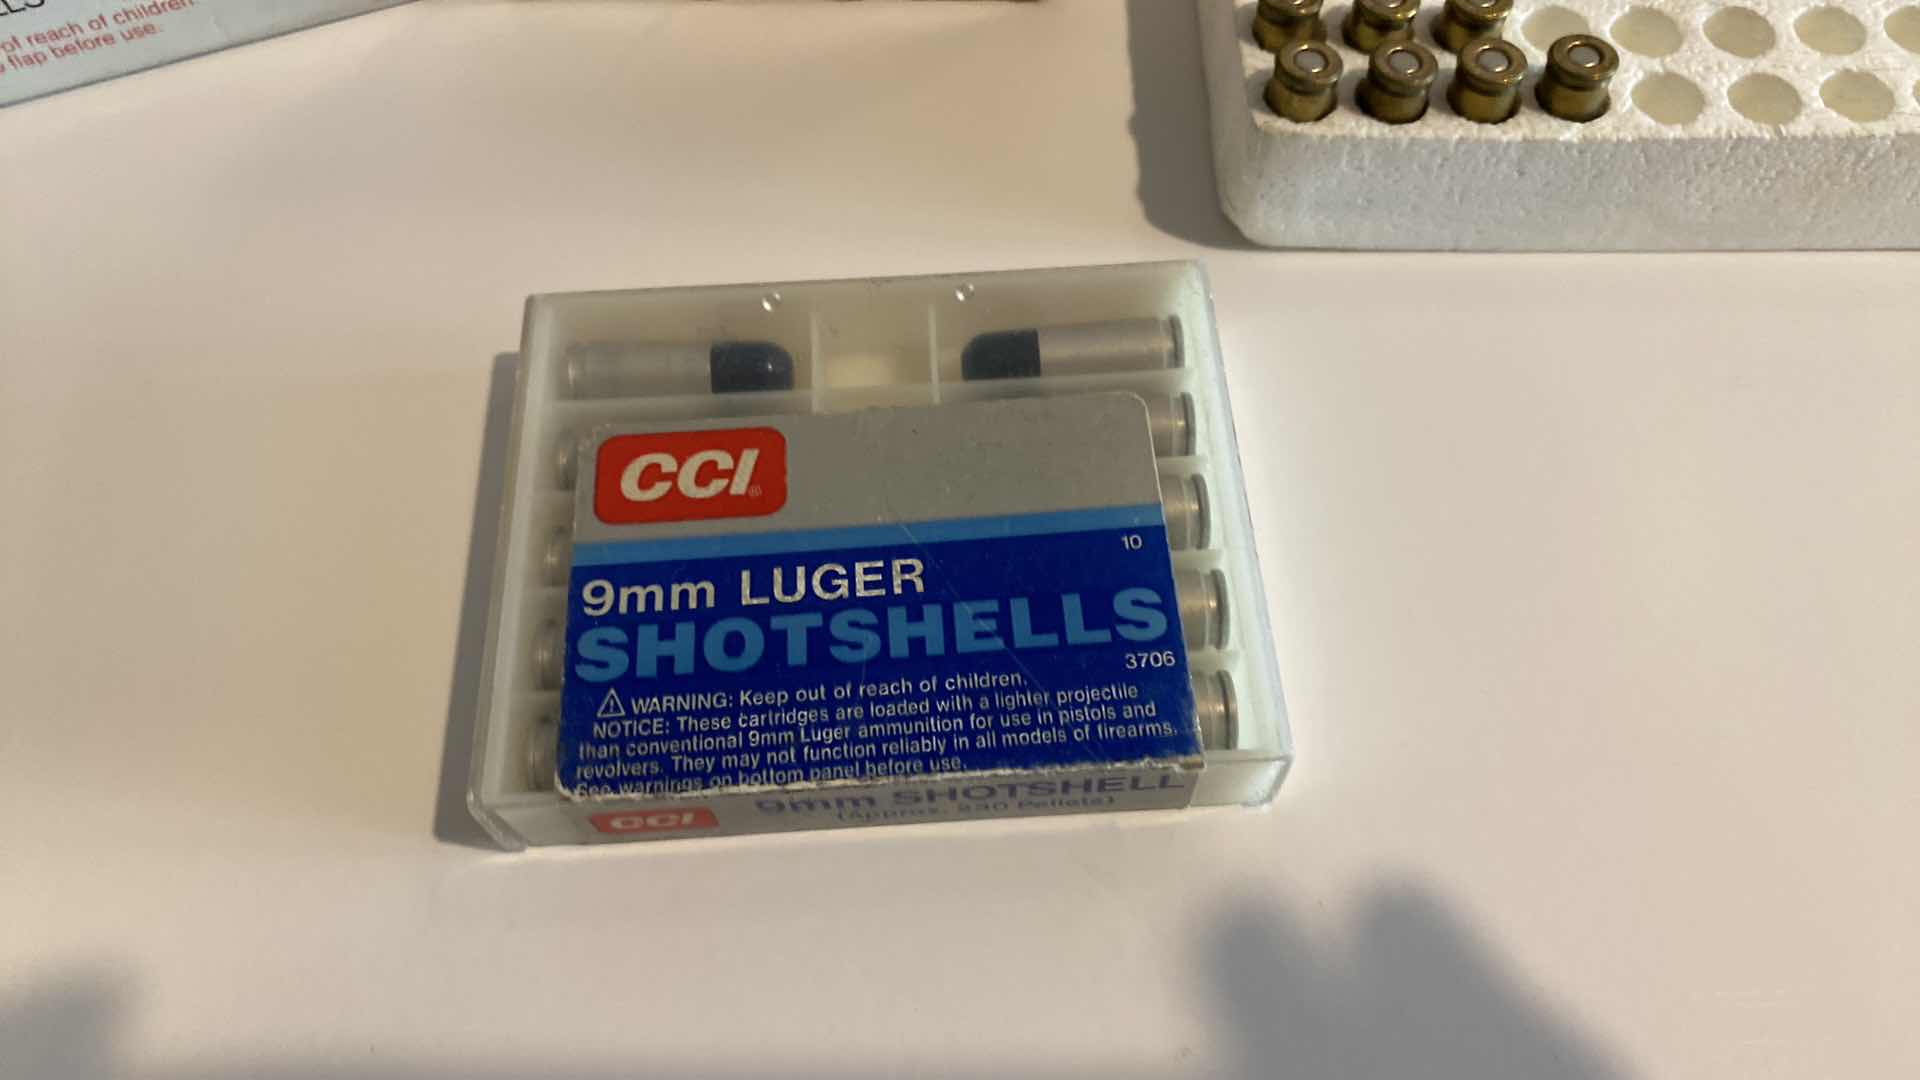 of reach of children
flap before use.
CCI
10
9mm LUGER
SHOTSHELLS
3706
⚠ WARNING: Keep out of reach of children.
NOTICE: These cartridges are loaded with a lighter projectile
than conventional 9mm Luger ammunition for use in pistols and
revolvers. They may not function reliably in all models of firearms.
See warnings on bottom panel before use.
CCI 9mm SHOTSHELL
(Approx. Pellets)